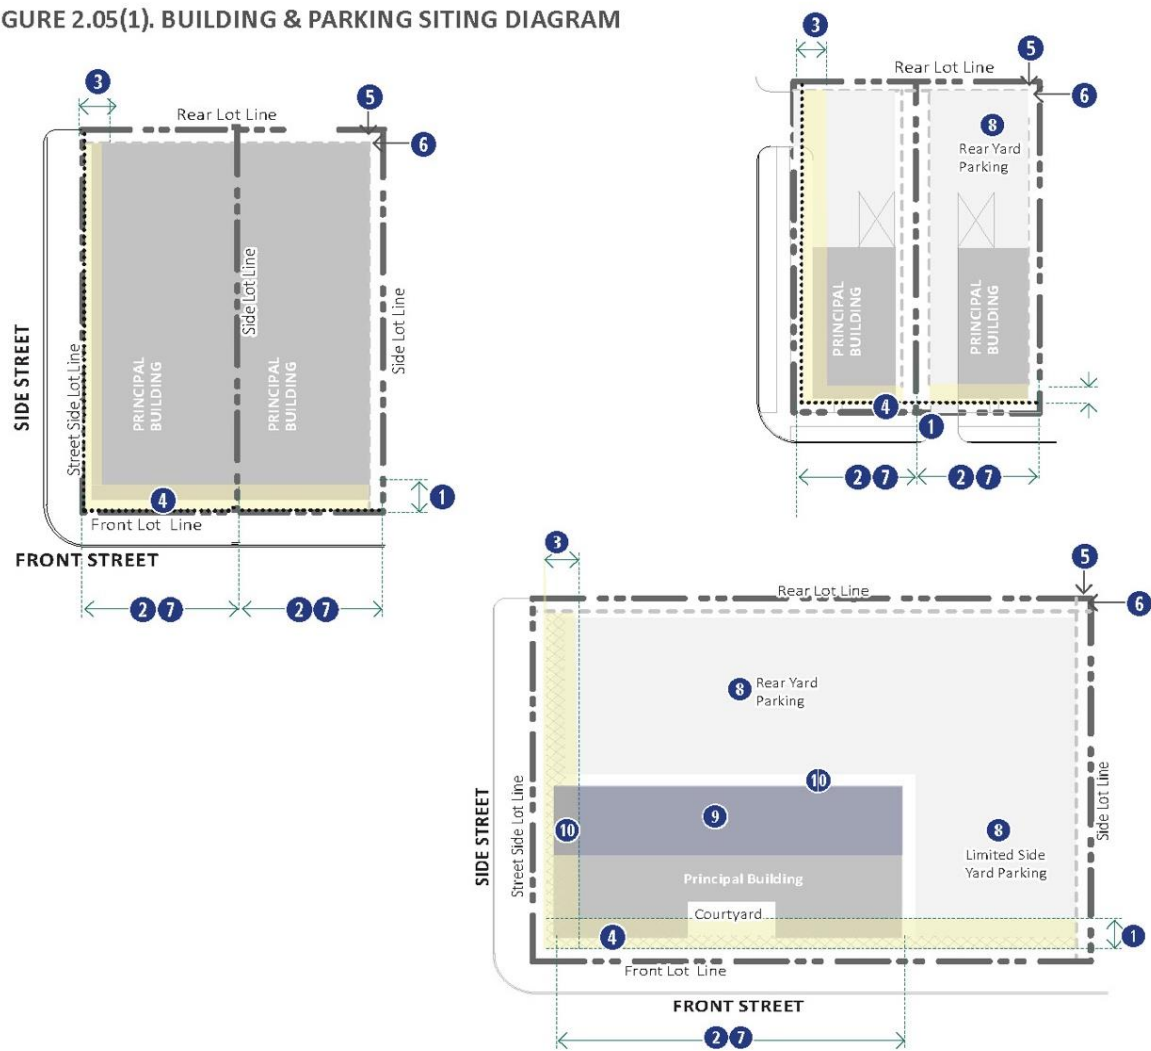 GURE 2.05(1). BUILDING & PARKING SITING DIAGRAM
3
Rear Lot Line
5
6
SIDE STREET
Street Side Lot Line
PRINCIPAL
BUILDING
Side Lot Line
PRINCIPAL
BUILDING
Side Lot Line
4
1
Front Lot Line
FRONT STREET
2 7
2 7
3
Rear Lot Line
5
6
8
Rear Yard
Parking
PRINCIPAL
BUILDING
PRINCIPAL
BUILDING
4
1
2 7
2 7
3
Rear Lot Line
5
6
8 Rear Yard
Parking
SIDE STREET
Street Side Lot Line
10
10
9
8
Limited Side
Yard Parking
Side Lot Line
Principal Building
Courtyard
4
1
Front Lot Line
FRONT STREET
2 7